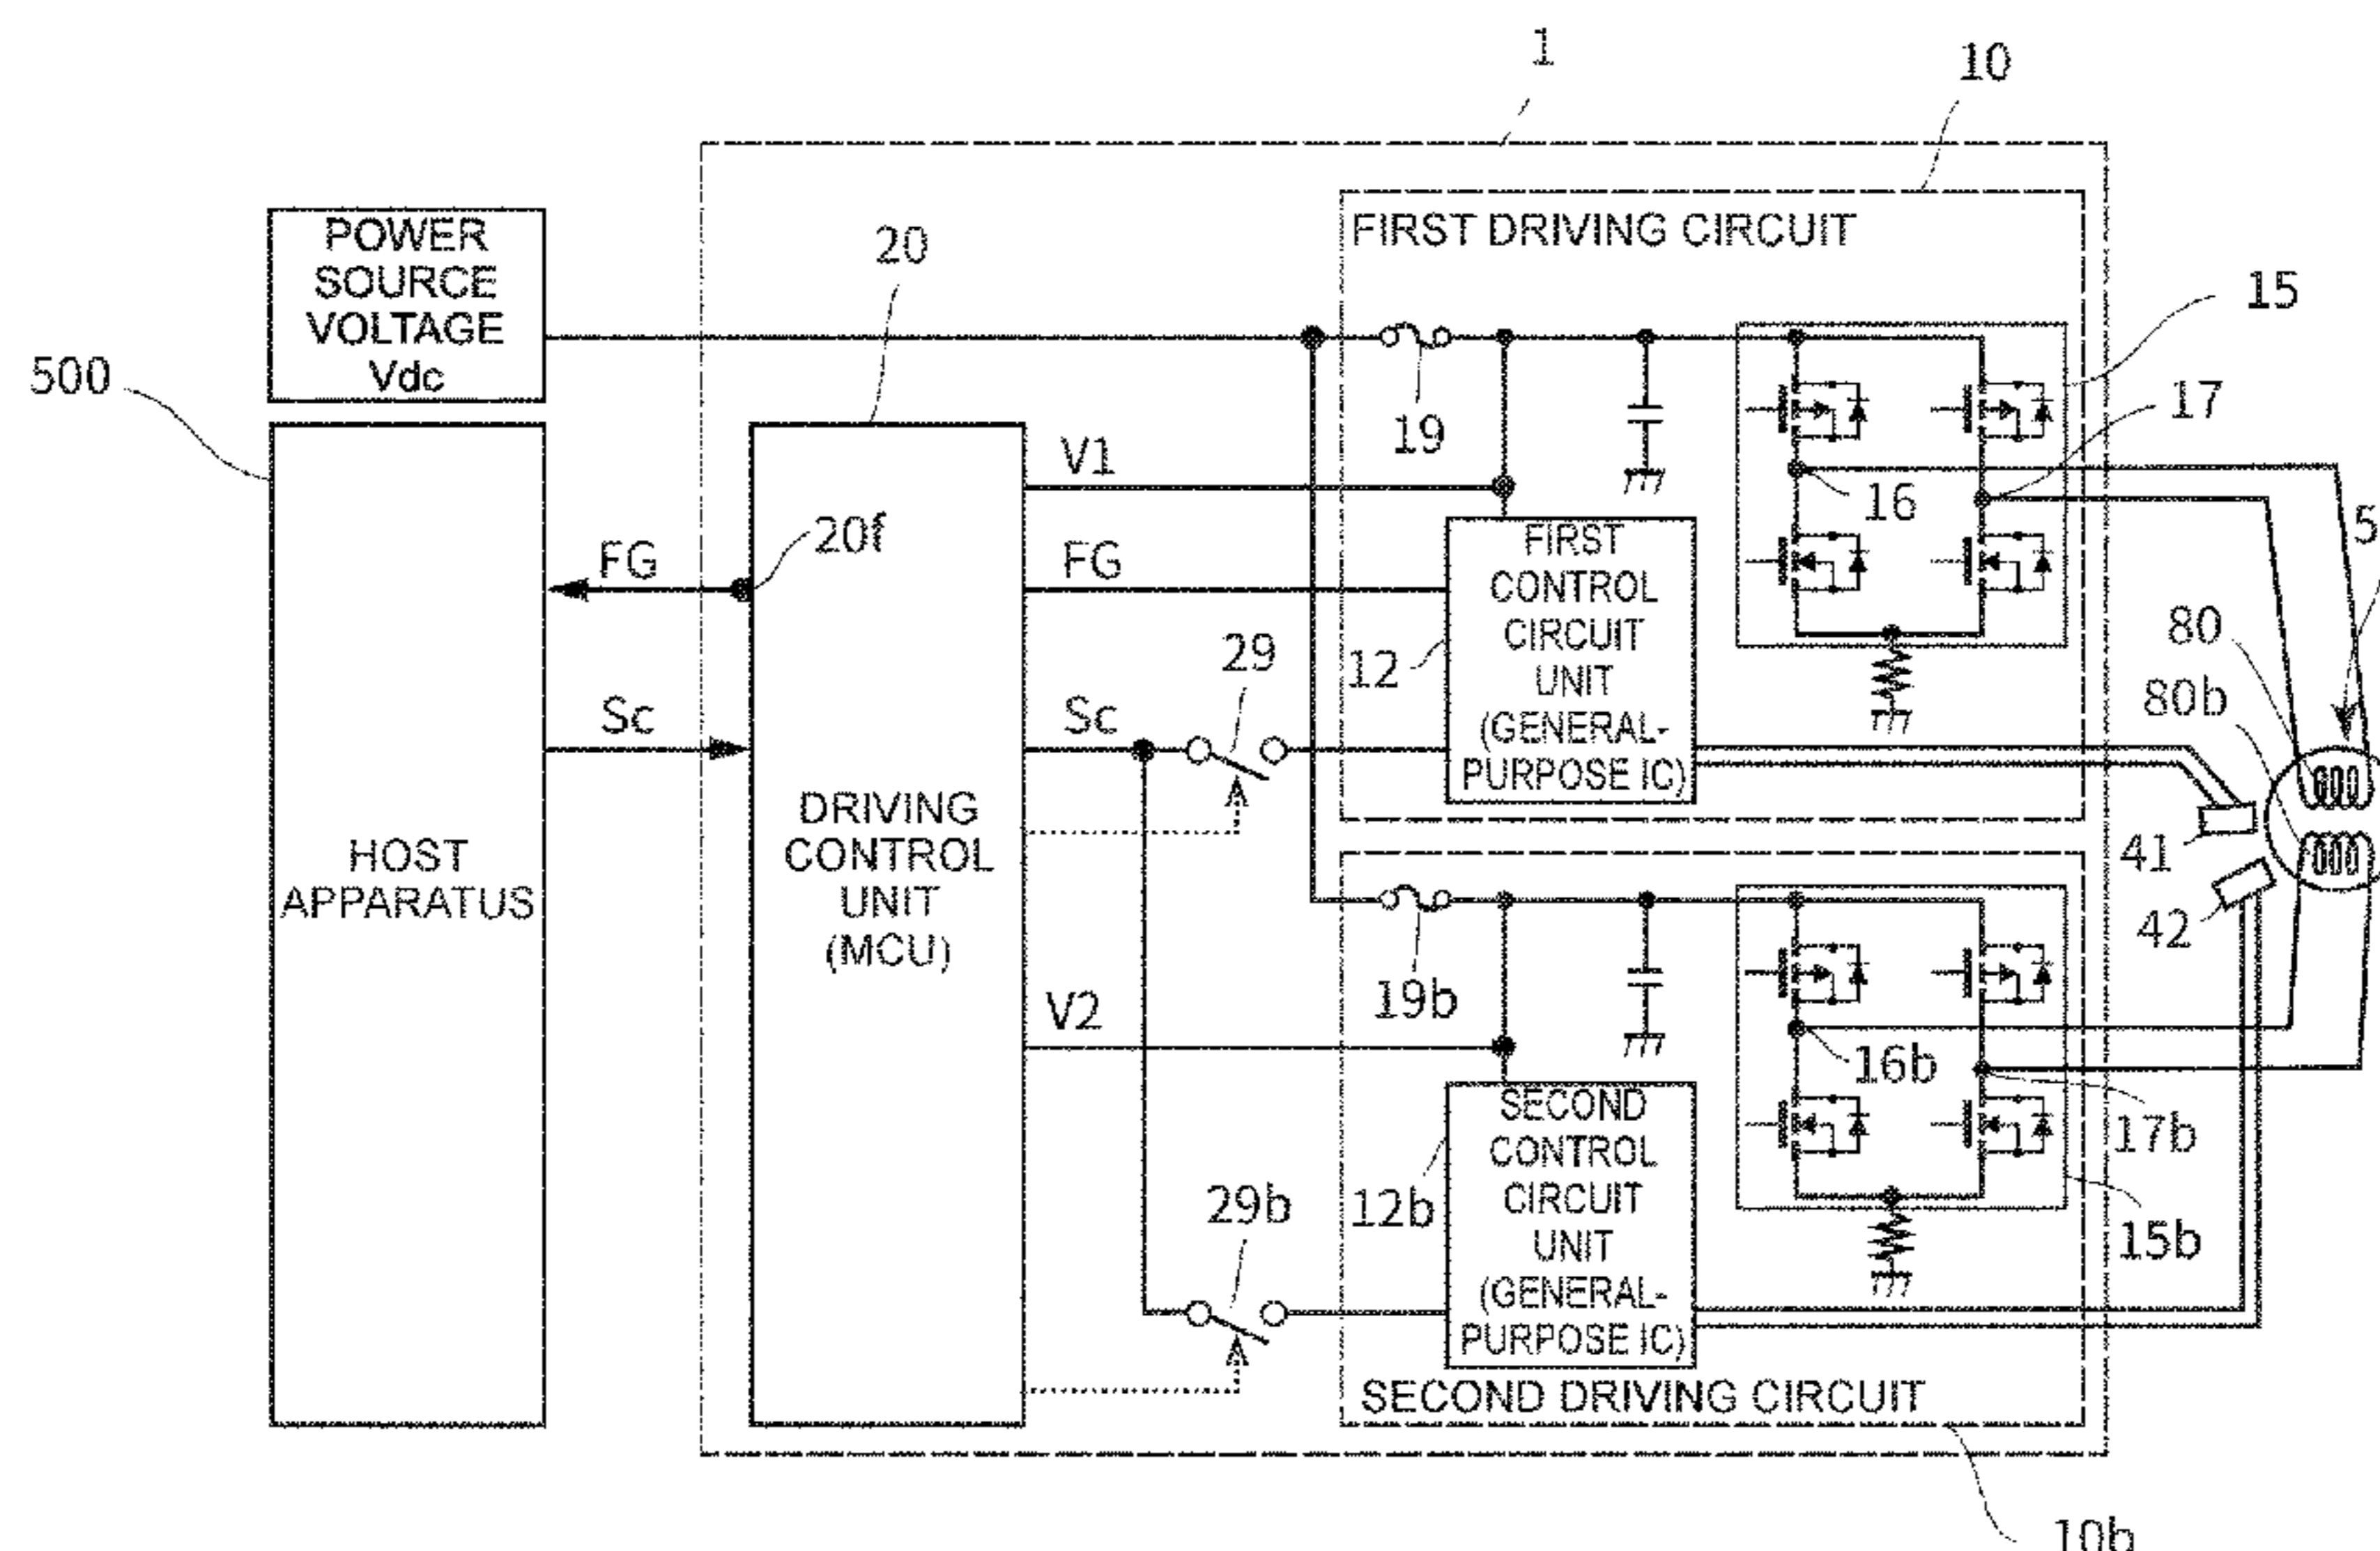 1
10
POWER
SOURCE
VOLTAGE
Vdc
20
FIRST DRIVING CIRCUIT
15
500
19
17
V1
16
20f
FG
FG
5
FIRST
CONTROL
CIRCUIT
UNIT
(GENERAL-
PURPOSE IC)
12
29
80
80b
Sc
Sc
HOST
APPARATUS
DRIVING
CONTROL
UNIT
(MCU)
41
42
19b
V2
16b
17b
SECOND
CONTROL
CIRCUIT
UNIT
(GENERAL-
PURPOSE IC)
12b
29b
15b
SECOND DRIVING CIRCUIT
10b